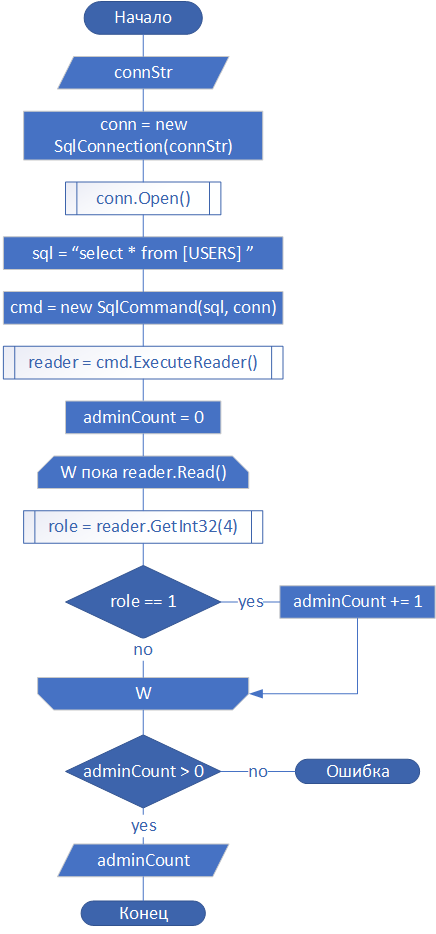 Начало
connStr
conn = new
SqlConnection(connStr)
conn.Open()
sql = “select * from [USERS] ”
cmd = new SqlCommand(sql, conn)
reader = cmd.ExecuteReader()
adminCount = 0
W пока reader.Read()
role = reader.GetInt32(4)
role == 1
yes
adminCount += 1
no
W
adminCount > 0
no
Ошибка
yes
adminCount
Конец